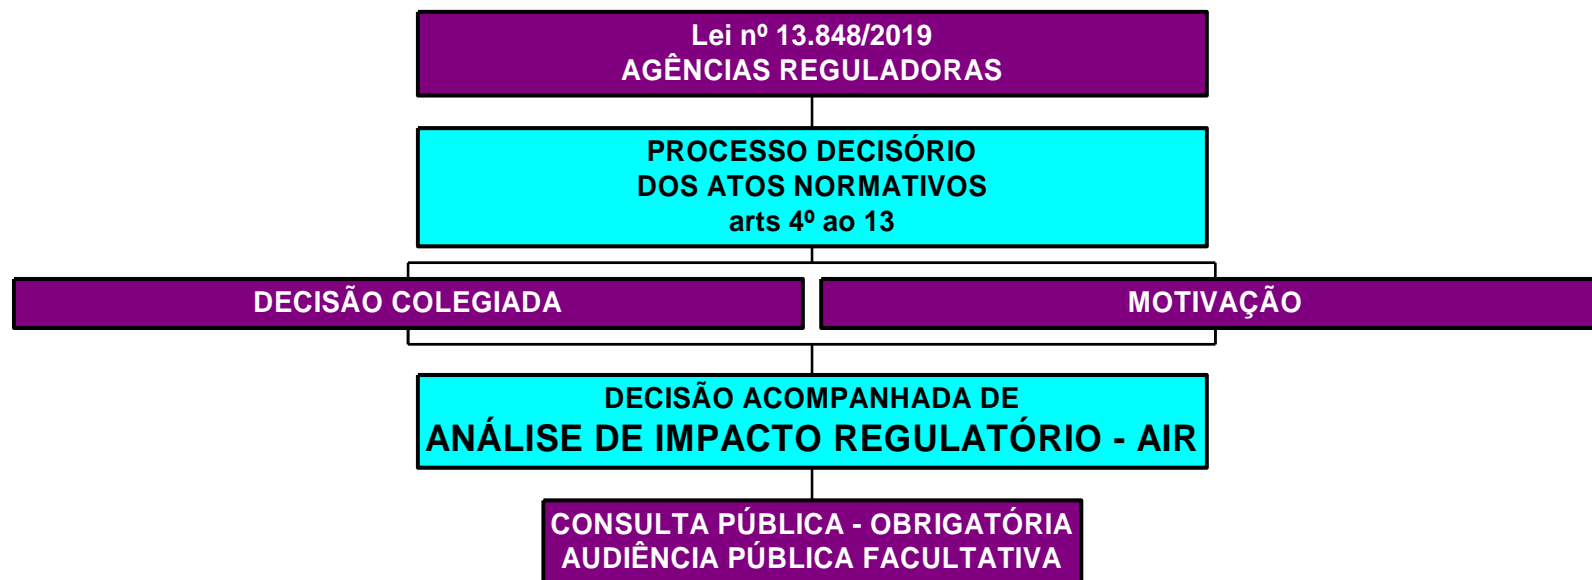 Lei nº 13.848/2019
AGÊNCIAS REGULADORAS
PROCESSO DECISÓRIO
DOS ATOS NORMATIVOS
arts 4º ao 13
DECISÃO COLEGIADA
MOTIVAÇÃO
DECISÃO ACOMPANHADA DE
ANÁLISE DE IMPACTO REGULATÓRIO - AIR
CONSULTA PÚBLICA - OBRIGATÓRIA
AUDIÊNCIA PÚBLICA FACULTATIVA